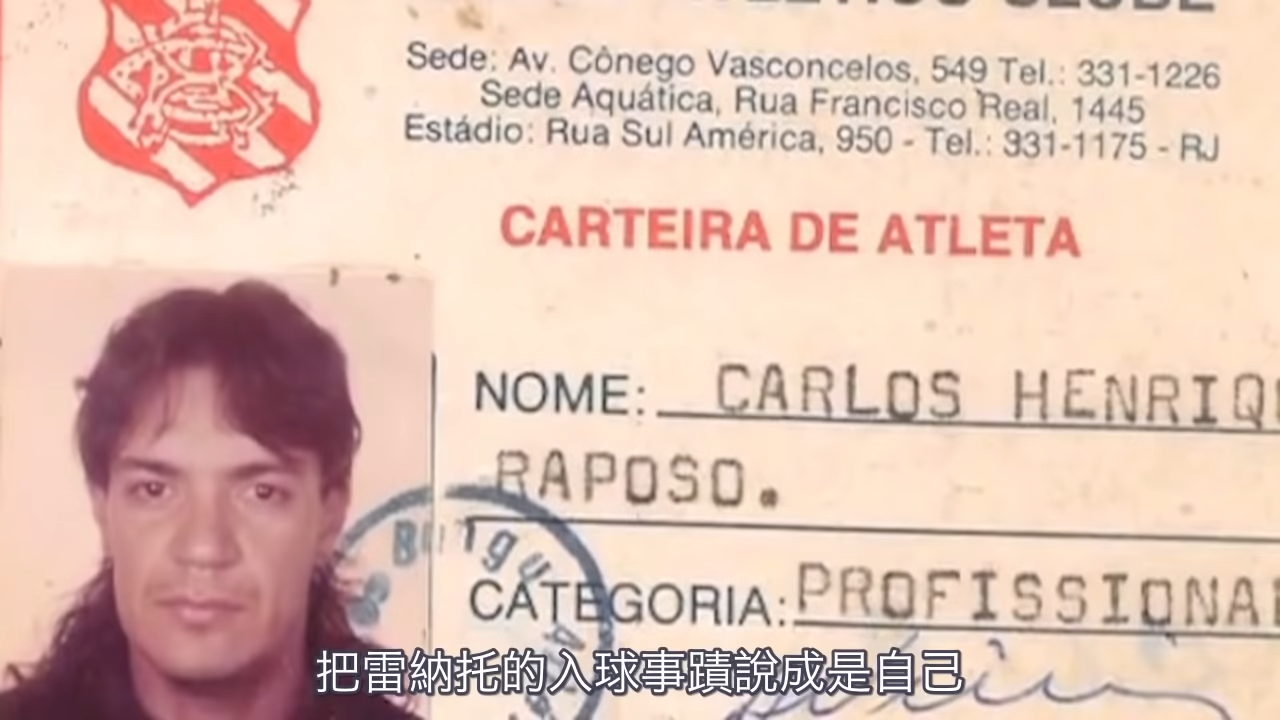 Sede: Av. Cônego Vasconcelos, 549 Tel.: 331-1226
Sede Aquática, Rua Francisco Real, 1445
Estádio: Rua Sul América, 950 - Tel.: 331-1175 - RJ
CARTEIRA DE ATLETA
NOME: CARLOS HENRIQ
RAPOSO.
Bangu
CATEGORIA: PROFISSIONA
把雷納托的入球事蹟說成是自己